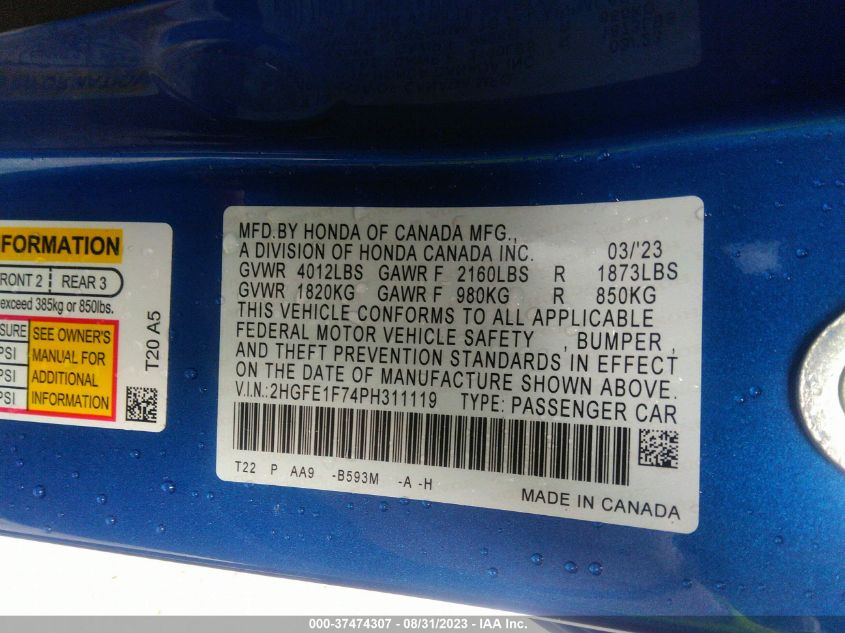 FORMATION
FRONT 2 REAR 3
exceed 385kg or 850lbs.
SURE SEE OWNER'S
PSI MANUAL FOR
PSI ADDITIONAL
PSI INFORMATION
T20 A5
MFD.BY HONDA OF CANADA MFG.,
A DIVISION OF HONDA CANADA INC. 03/'23
GVWR 4012LBS GAWR F 2160LBS R 1873LBS
GVWR 1820KG GAWR F 980KG R 850KG
THIS VEHICLE CONFORMS TO ALL APPLICABLE
FEDERAL MOTOR VEHICLE SAFETY , BUMPER ,
AND THEFT PREVENTION STANDARDS IN EFFECT
ON THE DATE OF MANUFACTURE SHOWN ABOVE.
V.I.N.:2HGFE1F74PH311119 TYPE: PASSENGER CAR
T22 P AA9 -B593M -A -H
MADE IN CANADA
000-37474307 - 08/31/2023 - IAA Inc.